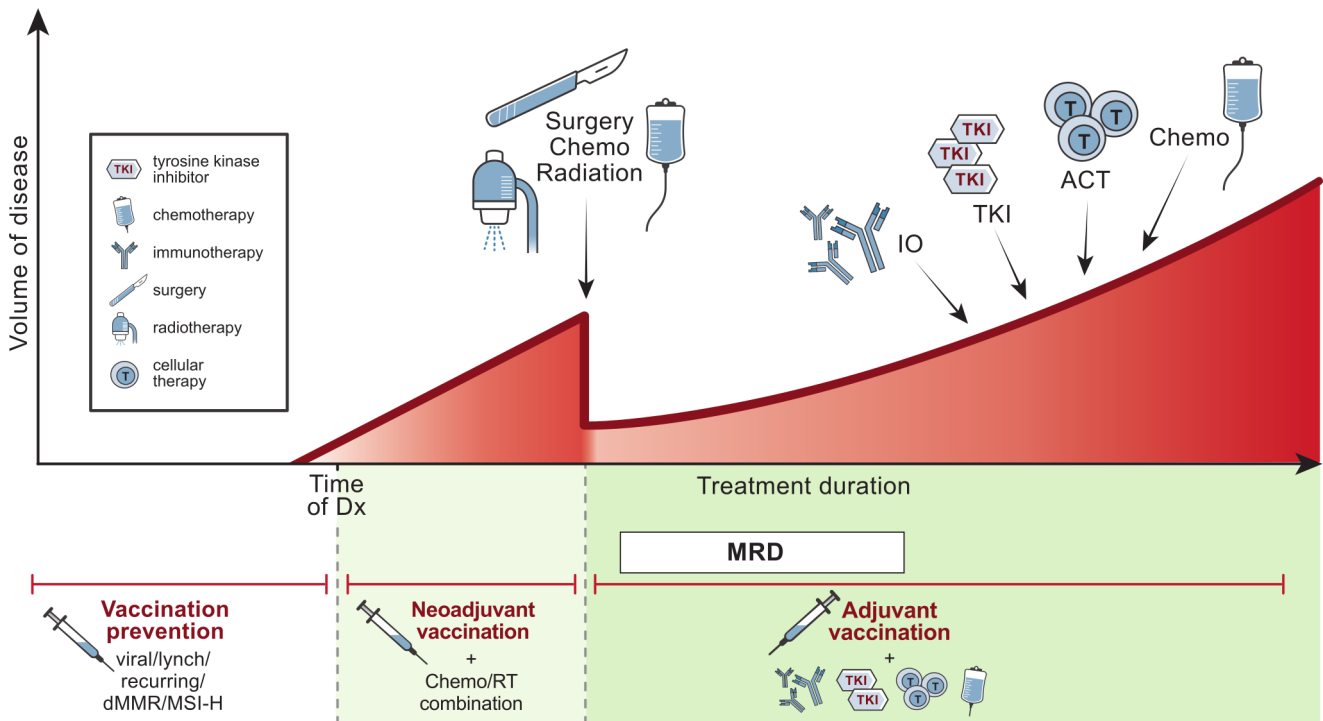 Volume of disease
TKI
tyrosine kinase
inhibitor
chemotherapy
immunotherapy
surgery
radiotherapy
T
cellular
therapy
Surgery
Chemo
Radiation
IO
TKI
TKI
TKI
TKI
T
T
T
ACT
Chemo
Time
of Dx
Treatment duration
MRD
Vaccination
prevention
viral/lynch/
recurring/
dMMR/MSI-H
Neoadjuvant
vaccination
+
Chemo/RT
combination
Adjuvant
vaccination
+
TKI
TKI
T
T
T